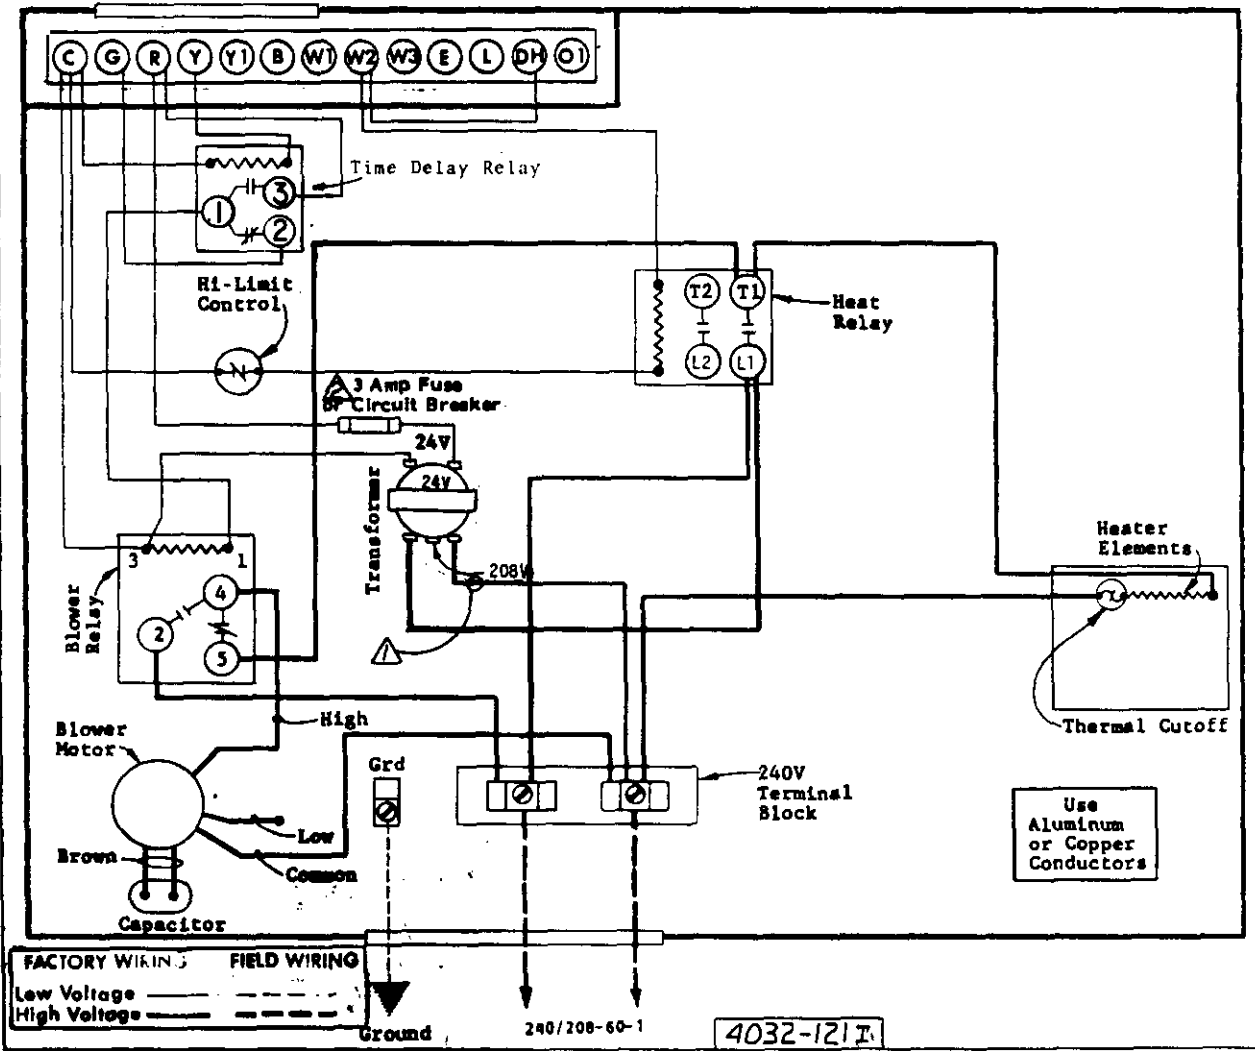 C G R Y Y1 B W1 W2 W3 E L DH O1
Time Delay Relay
3
1
2
Hi-Limit
Control
T2 T1
L2 L1
Heat
Relay
2
3 Amp Fuse
or Circuit Breaker
24V
24V
Transformer
208V
1
3 1
4
2
5
Blower
Relay
Heater
Elements
Thermal Cutoff
High
Blower
Motor
Low
Common
Brown
Capacitor
Grd
240V
Terminal
Block
Use
Aluminum
or Copper
Conductors
FACTORY WIRING FIELD WIRING
Low Voltage
High Voltage
Ground
240/208-60-1
4032-121